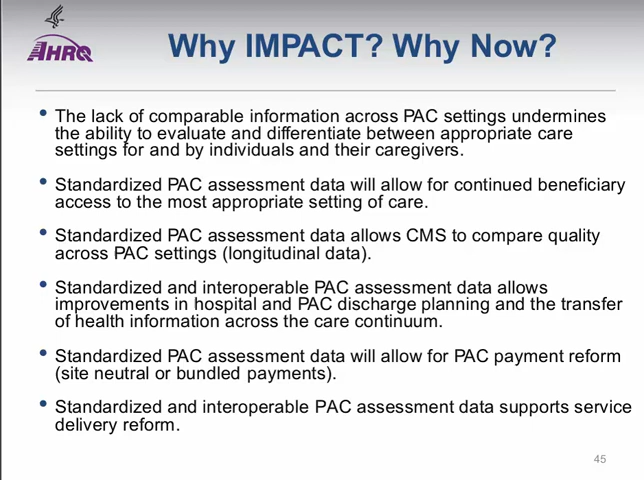 AHRQ
Why IMPACT? Why Now?
• The lack of comparable information across PAC settings undermines
the ability to evaluate and differentiate between appropriate care
settings for and by individuals and their caregivers.
• Standardized PAC assessment data will allow for continued beneficiary
access to the most appropriate setting of care.
• Standardized PAC assessment data allows CMS to compare quality
across PAC settings (longitudinal data).
• Standardized and interoperable PAC assessment data allows
improvements in hospital and PAC discharge planning and the transfer
of health information across the care continuum.
• Standardized PAC assessment data will allow for PAC payment reform
(site neutral or bundled payments).
• Standardized and interoperable PAC assessment data supports service
delivery reform.
45